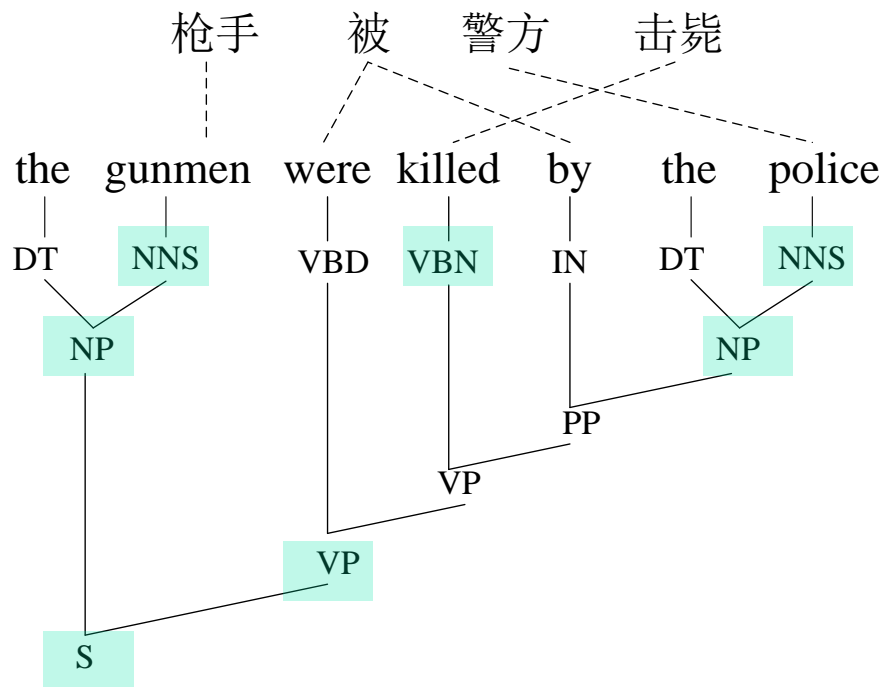 枪手 被 警方 击毙
the gunmen were killed by the police
DT NNS VBD VBN IN DT NNS
NP NP
PP
VP
VP
S